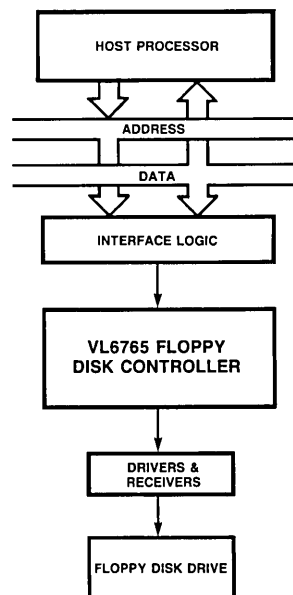 HOST PROCESSOR
ADDRESS
DATA
INTERFACE LOGIC
VL6765 FLOPPY
DISK CONTROLLER
DRIVERS &
RECEIVERS
FLOPPY DISK DRIVE